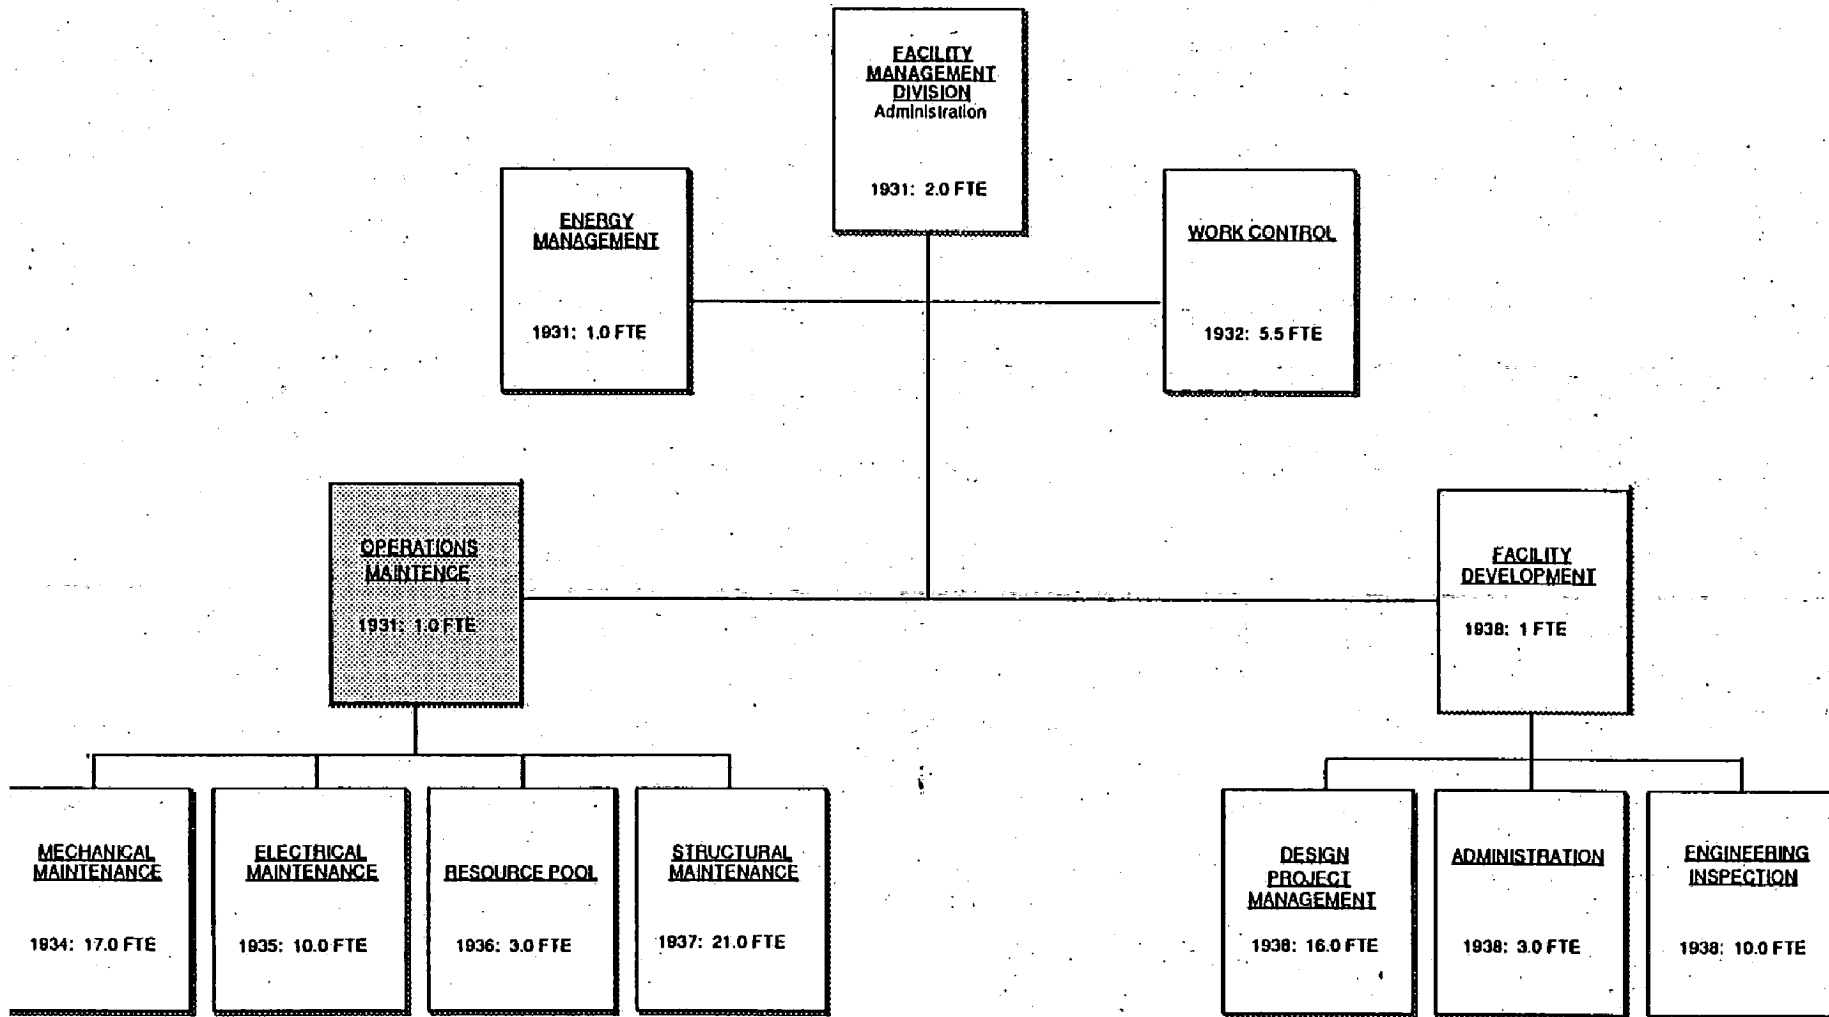 FACILITY
MANAGEMENT
DIVISION
Administration
1931: 2.0 FTE
ENERGY
MANAGEMENT
1931: 1.0 FTE
WORK CONTROL
1932: 5.5 FTE
OPERATIONS
MAINTENCE
1931: 1.0 FTE
FACILITY
DEVELOPMENT
1938: 1 FTE
MECHANICAL
MAINTENANCE
1934: 17.0 FTE
ELECTRICAL
MAINTENANCE
1935: 10.0 FTE
RESOURCE POOL
1936: 3.0 FTE
STRUCTURAL
MAINTENANCE
1937: 21.0 FTE
DESIGN
PROJECT
MANAGEMENT
1938: 16.0 FTE
ADMINISTRATION
1938: 3.0 FTE
ENGINEERING
INSPECTION
1938: 10.0 FTE